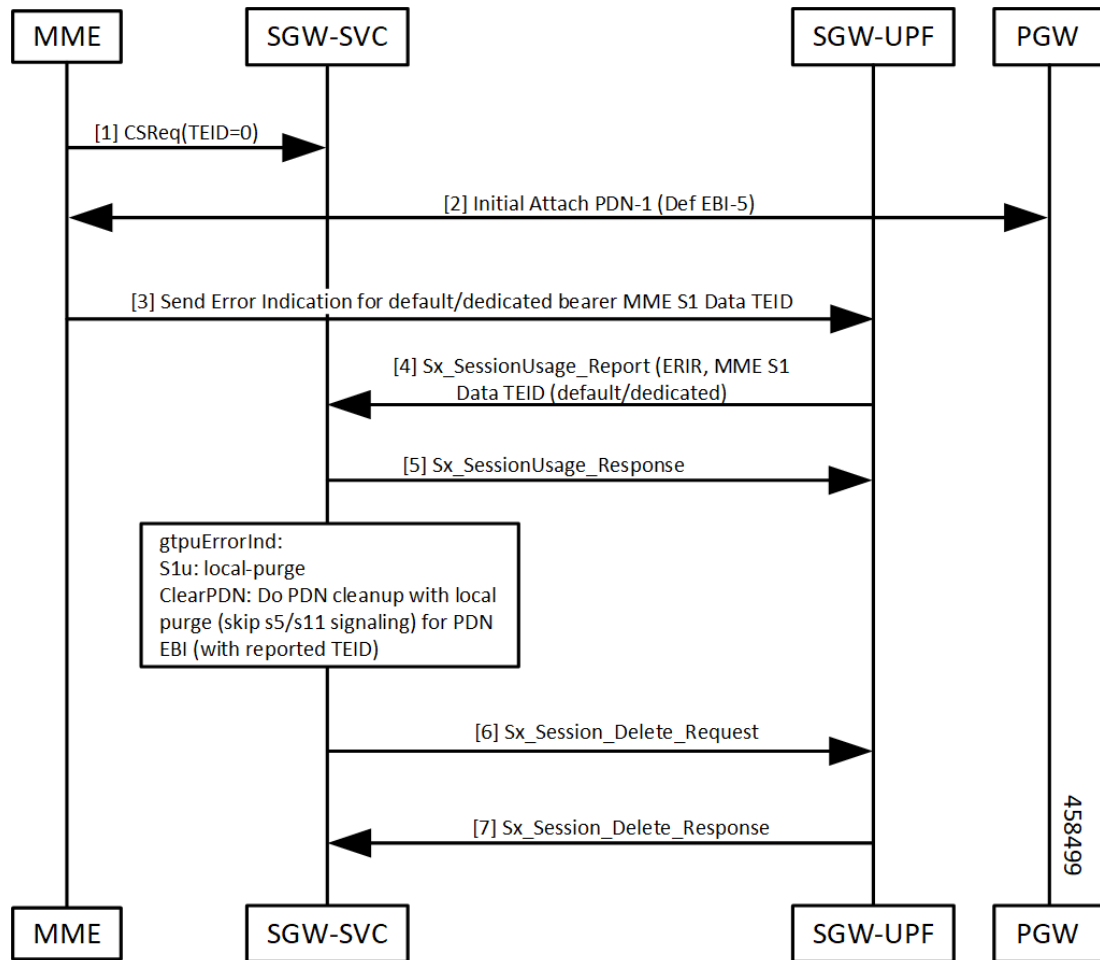 MME
SGW-SVC
SGW-UPF
PGW
[1] CSReq(TEID=0)
[2] Initial Attach PDN-1 (Def EBI-5)
[3] Send Error Indication for default/dedicated bearer MME S1 Data TEID
[4] Sx_SessionUsage_Report (ERIR, MME S1
Data TEID (default/dedicated)
[5] Sx_SessionUsage_Response
gtpuErrorInd:
S1u: local-purge
ClearPDN: Do PDN cleanup with local
purge (skip s5/s11 signaling) for PDN
EBI (with reported TEID)
[6] Sx_Session_Delete_Request
[7] Sx_Session_Delete_Response
458499
MME
SGW-SVC
SGW-UPF
PGW